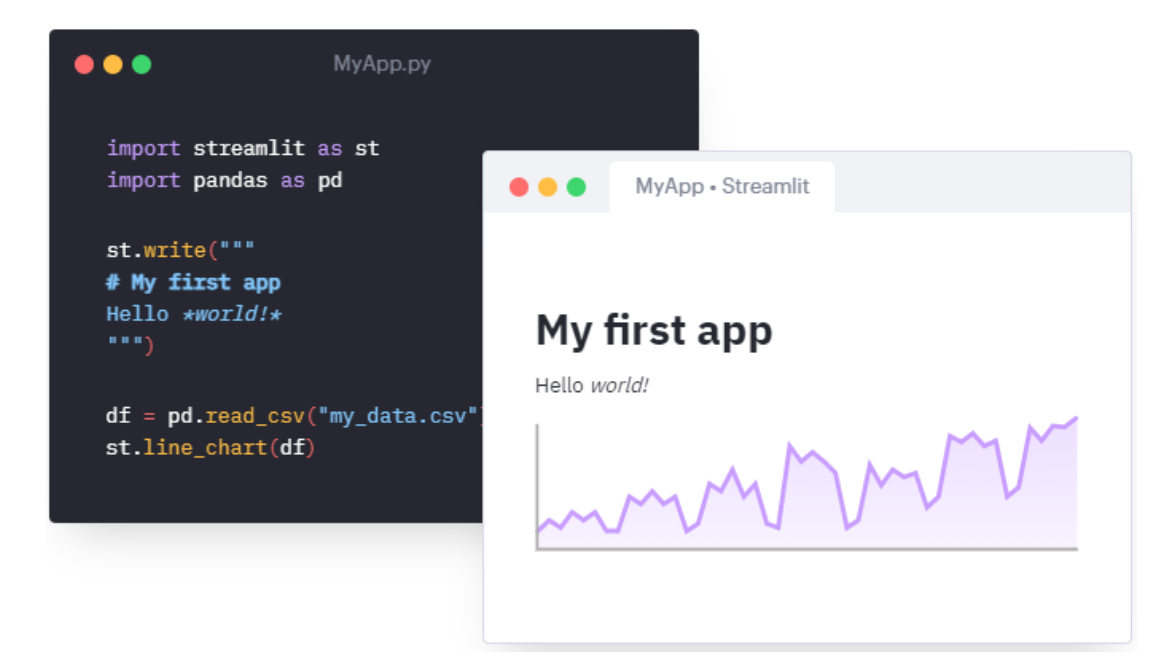 MyApp.py
import streamlit as st
import pandas as pd
st.write("""
# My first app
Hello *world!*
""")
df = pd.read_csv("my_data.csv")
st.line_chart(df)
MyApp • Streamlit
My first app
Hello world!